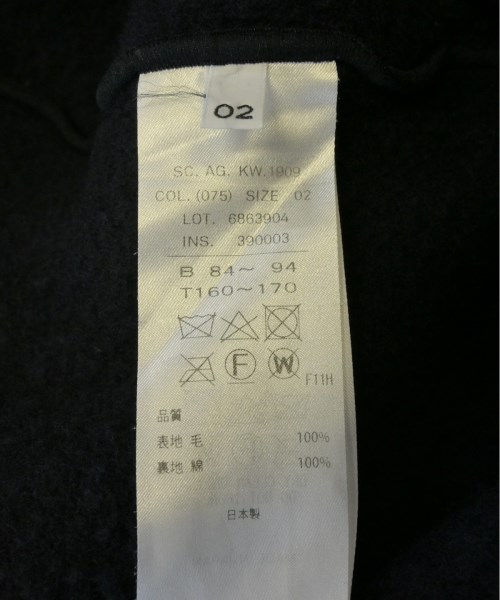 02
SC. AG. KW. 1909
COL. (075) SIZE 02
LOT. 6863904
INS. 390003
B 84〜 94
T160〜170
F W F11H
品質
表地 毛 100%
裏地 綿 100%
日本製